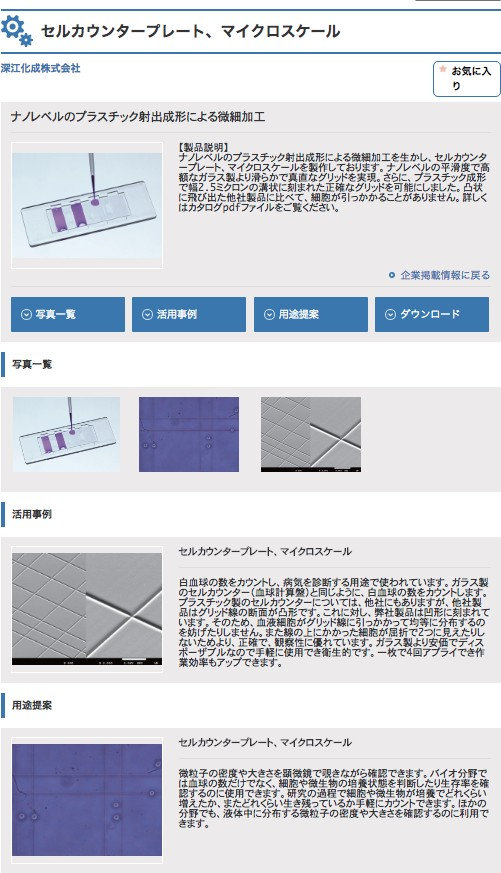 セルカウンタープレート、マイクロスケール
深江化成株式会社
お気に入
り
ナノレベルのプラスチック射出成形による微細加工
【製品説明】
ナノレベルのプラスチック射出成形による微細加工を生かし、セルカウンタ
ープレート、マイクロスケールを製作しております。ナノレベルの平滑度で高
額なガラス製より滑らかで真直なグリッドを実現。さらに、プラスチック成形
で幅2.5ミクロンの溝状に刻まれた正確なグリッドを可能にしました。凸状
に飛び出た他社製品に比べて、細胞が引っかかることがありません。詳しく
はカタログpdfファイルをご覧ください。
企業掲載情報に戻る
写真一覧
活用事例
用途提案
ダウンロード
写真一覧
活用事例
セルカウンタープレート、マイクロスケール
白血球の数をカウントし、病気を診断する用途で使われています。ガラス製
のセルカウンター（血球計算盤）と同じように、白血球の数をカウントします。
プラスチック製のセルカウンターについては、他社にもありますが、他社製
品はグリッド線の断面が凸形です。これに対し、弊社製品は凹形に刻まれて
います。そのため、血液細胞がグリッド線に引っかかって均等に分布するの
を妨げたりしません。また線の上にかかった細胞が屈折で2つに見えたりし
ないためより、正確で、観察性に優れています。ガラス製より安価でディス
ポーザブルなので手軽に使用でき衛生的です。一枚で4回アプライでき作
業効率もアップできます。
用途提案
セルカウンタープレート、マイクロスケール
微粒子の密度や大きさを顕微鏡で覗きながら確認できます。バイオ分野で
は血球の数だけでなく、細胞や微生物の培養状態を判断したり生存率を確
認するのに使用できます。研究の過程で細胞や微生物が培養でどれくらい
増えたか、またどれくらい生き残っているか手軽にカウントできます。ほかの
分野でも、液体中に分布する微粒子の密度や大きさを確認するのに利用で
きます。